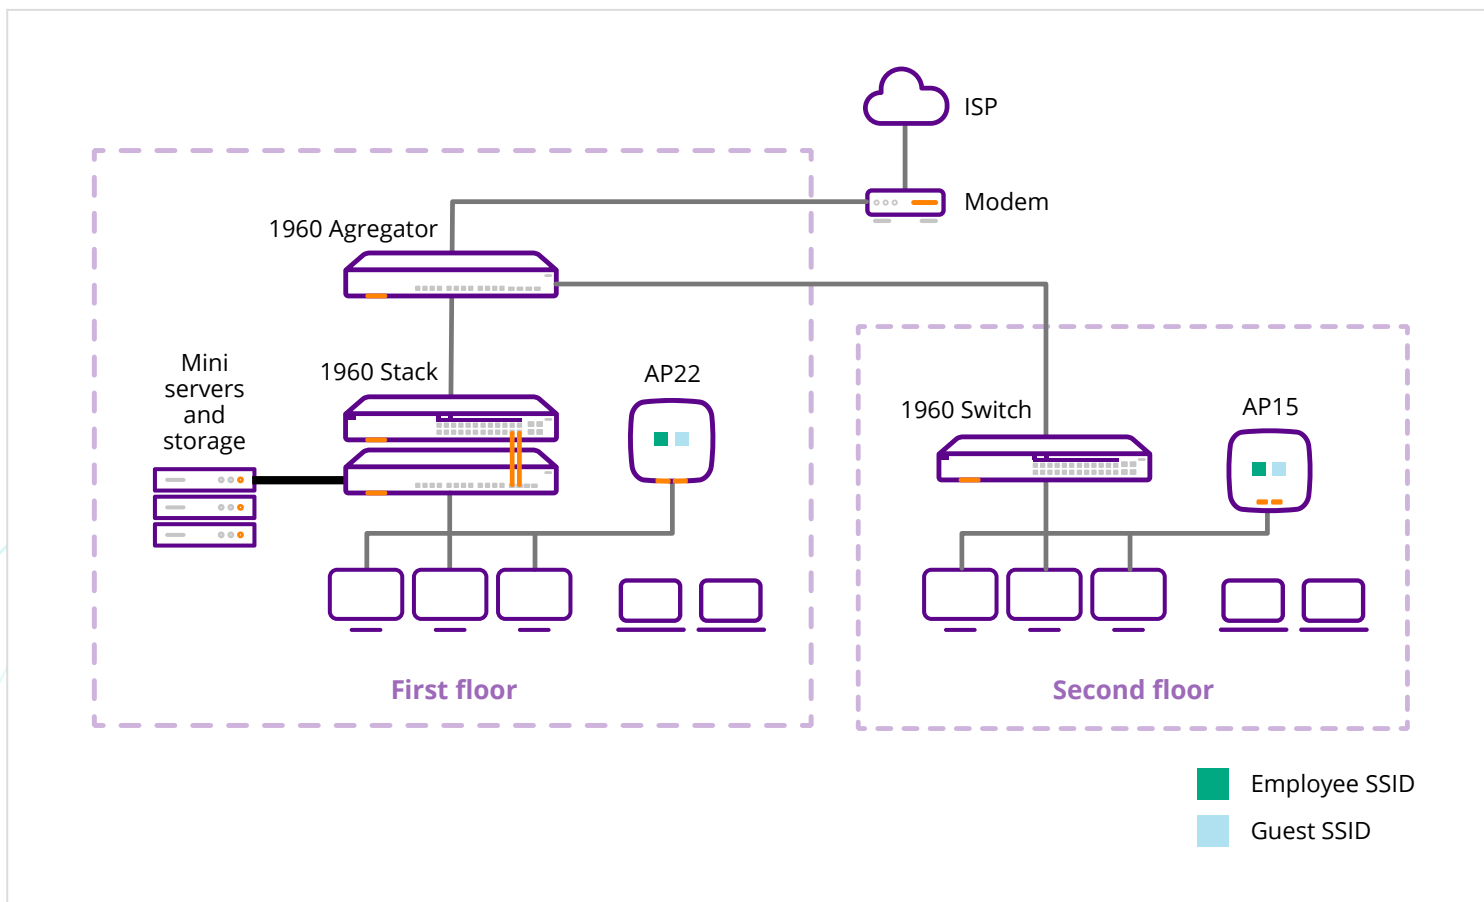 ISP
Modem
1960 Agregator
Mini
servers
and
storage
1960 Stack
AP22
1960 Switch
AP15
First floor
Second floor
Employee SSID
Guest SSID